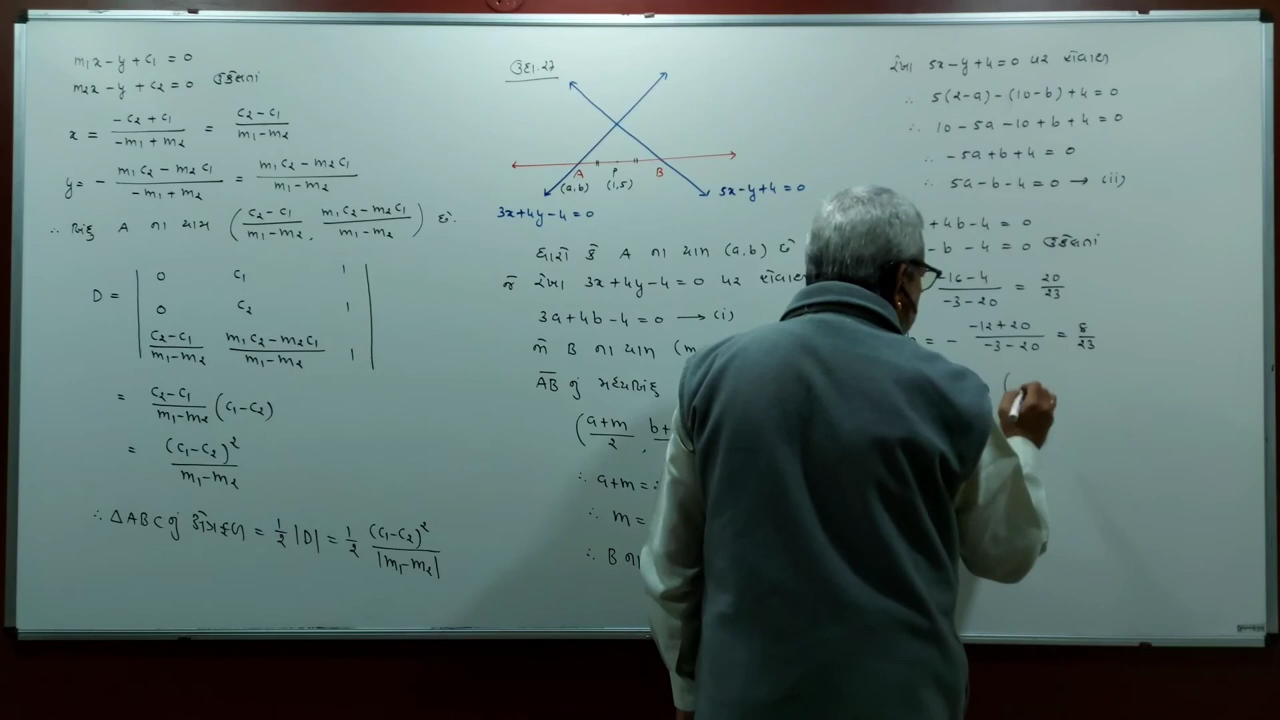 m₁x – y + c₁ = 0
m₂x – y + c₂ = 0 ઉકેલતાં
x = (–c₂ + c₁)/(–m₁ + m₂) = (c₂ – c₁)/(m₁ – m₂)
y = – (m₁c₂ – m₂c₁)/(–m₁ + m₂) = (m₁c₂ – m₂c₁)/(m₁ – m₂)
∴ બિંદુ A ના યામ ((c₂ – c₁)/(m₁ – m₂), (m₁c₂ – m₂c₁)/(m₁ – m₂)) છે.
D =
0 c₁ 1
0 c₂ 1
(c₂ – c₁)/(m₁ – m₂) (m₁c₂ – m₂c₁)/(m₁ – m₂) 1
= (c₂ – c₁)/(m₁ – m₂) (c₁ – c₂)
= (c₁ – c₂)²/(m₁ – m₂)
∴ ΔABC નું ક્ષેત્રફળ = 1/2 |D| = 1/2 (c₁ – c₂)²/|m₁ – m₂|
ઉદા. 27
A P B
(a,b) (1,5)
5x – y + 4 = 0
3x + 4y – 4 = 0
ધારો કે A ના યામ (a,b) છે
જે રેખા 3x + 4y – 4 = 0 પર
3a + 4b – 4 = 0 → (i)
ને B ના યામ (m
AB નું મધ્યબિંદુ
((a+m)/2, b+
∴ a + m =
∴ m =
∴ B ના
રેખા 5x – y + 4 = 0 પર હોવાથી
∴ 5(2 – a) – (10 – b) + 4 = 0
∴ 10 – 5a – 10 + b + 4 = 0
∴ –5a + b + 4 = 0
∴ 5a – b – 4 = 0 → (ii)
+ 4b – 4 = 0
– b – 4 = 0 ઉકેલતાં
(–16 – 4)/(–3 – 20) = 20/23
= – (–12 + 20)/(–3 – 20) = 8/23
(